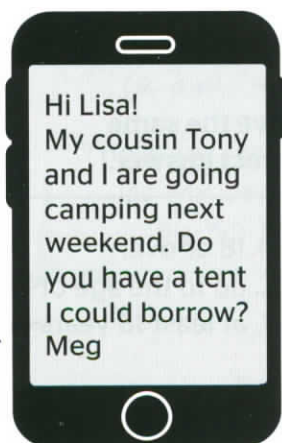 Hi Lisa!
My cousin Tony
and I are going
camping next
weekend. Do
you have a tent
I could borrow?
Meg